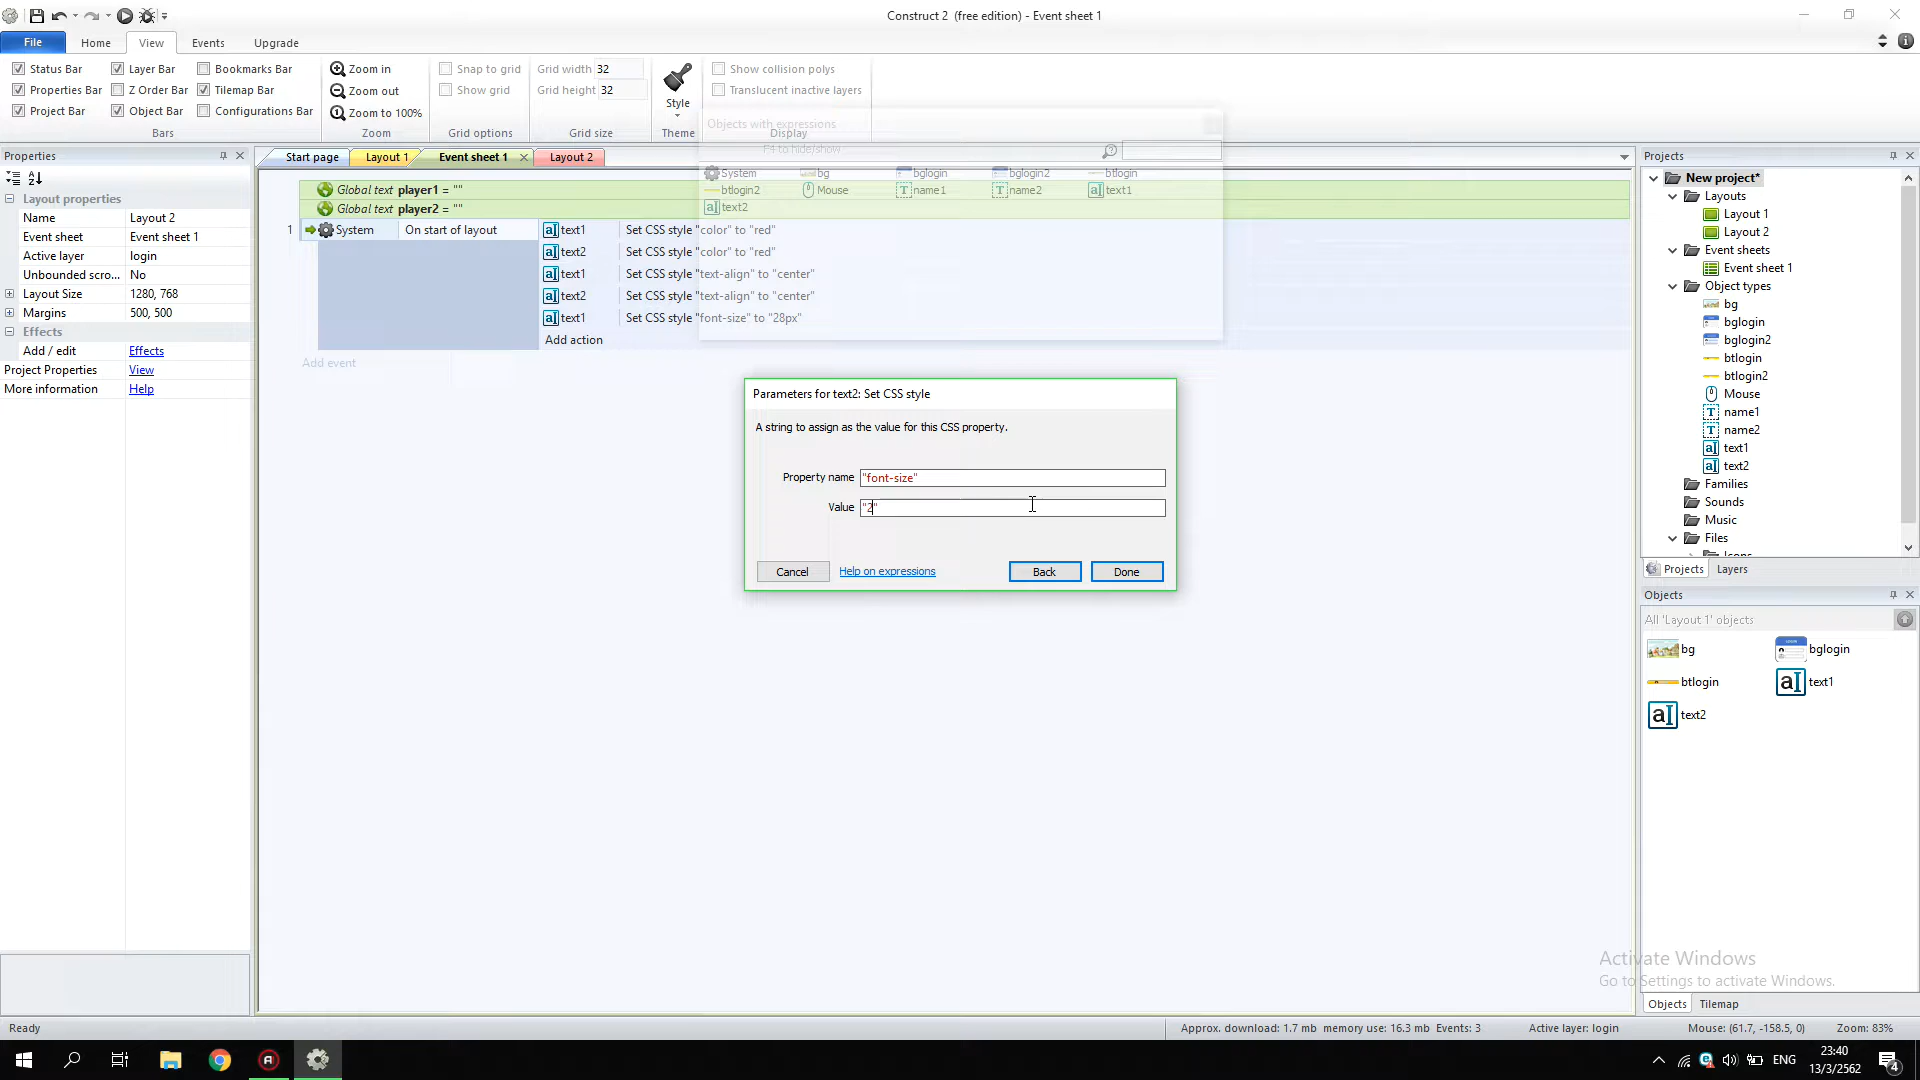 Construct 2 (free edition) - Event sheet 1
File Home View Events Upgrade
Status Bar Layer Bar Bookmarks Bar
Properties Bar Z Order Bar Tilemap Bar
Project Bar Object Bar Configurations Bar
Bars
Zoom in
Zoom out
Zoom to 100%
Zoom
Snap to grid
Show grid
Grid options
Grid width 32
Grid height 32
Grid size
Style
Theme
Show collision polys
Translucent inactive layers
Display
Objects with expressions
F4 to hide/show
System bg bglogin bglogin2 btlogin
btlogin2 Mouse name1 name2 text1
text2
Properties
Layout properties
Name Layout 2
Event sheet Event sheet 1
Active layer login
Unbounded scro... No
Layout Size 1280, 768
Margins 500, 500
Effects
Add / edit Effects
Project Properties View
More information Help
Start page Layout 1 Event sheet 1 Layout 2
Global text player1 = ""
Global text player2 = ""
1 System On start of layout
text1 Set CSS style "color" to "red"
text2 Set CSS style "color" to "red"
text1 Set CSS style "text-align" to "center"
text2 Set CSS style "text-align" to "center"
text1 Set CSS style "font-size" to "28px"
Add action
Add event
Parameters for text2: Set CSS style
A string to assign as the value for this CSS property.
Property name "font-size"
Value "2"
Cancel Help on expressions Back Done
Projects
New project*
Layouts
Layout 1
Layout 2
Event sheets
Event sheet 1
Object types
bg
bglogin
bglogin2
btlogin
btlogin2
Mouse
name1
name2
text1
text2
Families
Sounds
Music
Files
Icons
Projects Layers
Objects
All 'Layout 1' objects
bg bglogin
btlogin text1
text2
Activate Windows
Go to Settings to activate Windows.
Objects Tilemap
Ready
Approx. download: 1.7 mb memory use: 16.3 mb Events: 3 Active layer: login Mouse: (61.7, -158.5, 0) Zoom: 83%
ENG
23:40
13/3/2562
4